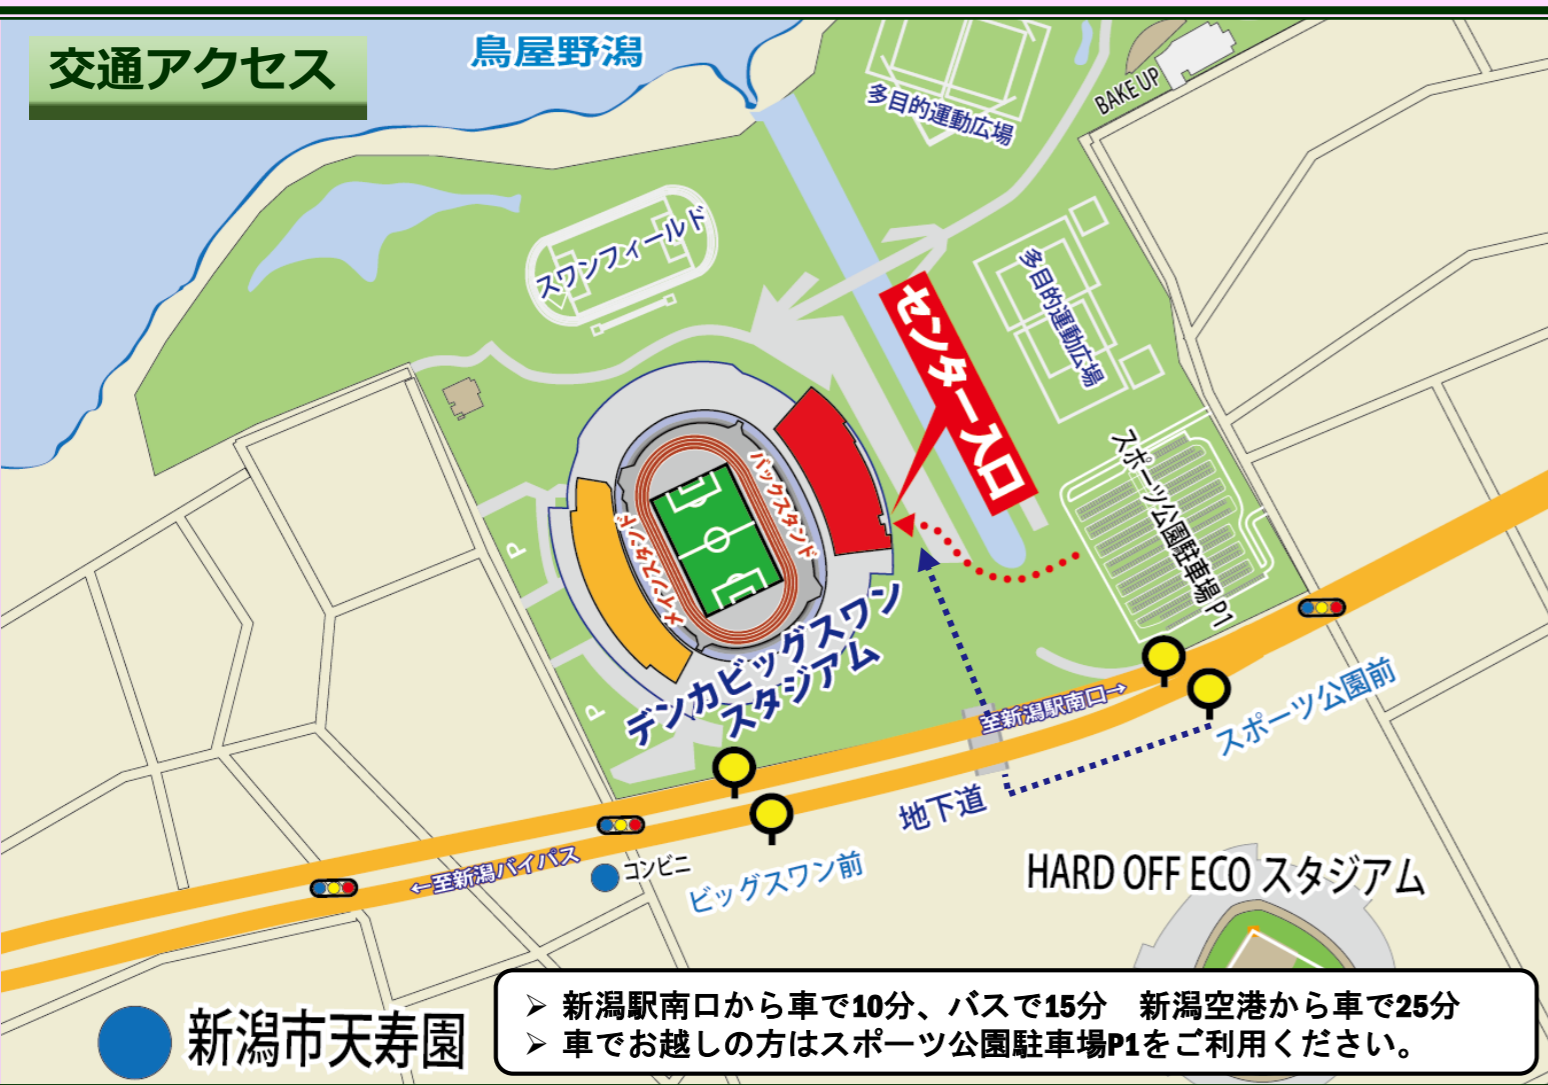 交通アクセス
鳥屋野潟
多目的運動広場
BAKE UP
スワンフィールド
多目的運動広場
センター入口
スポーツ公園駐車場 P1
バックスタンド
メインスタンド
P
P
デンカビッグスワン
スタジアム
至新潟駅南口→
スポーツ公園前
地下道
←至新潟バイパス
コンビニ
ビッグスワン前
HARD OFF ECO スタジアム
新潟市天寿園
➢ 新潟駅南口から車で10分、バスで15分　新潟空港から車で25分
➢ 車でお越しの方はスポーツ公園駐車場P1をご利用ください。